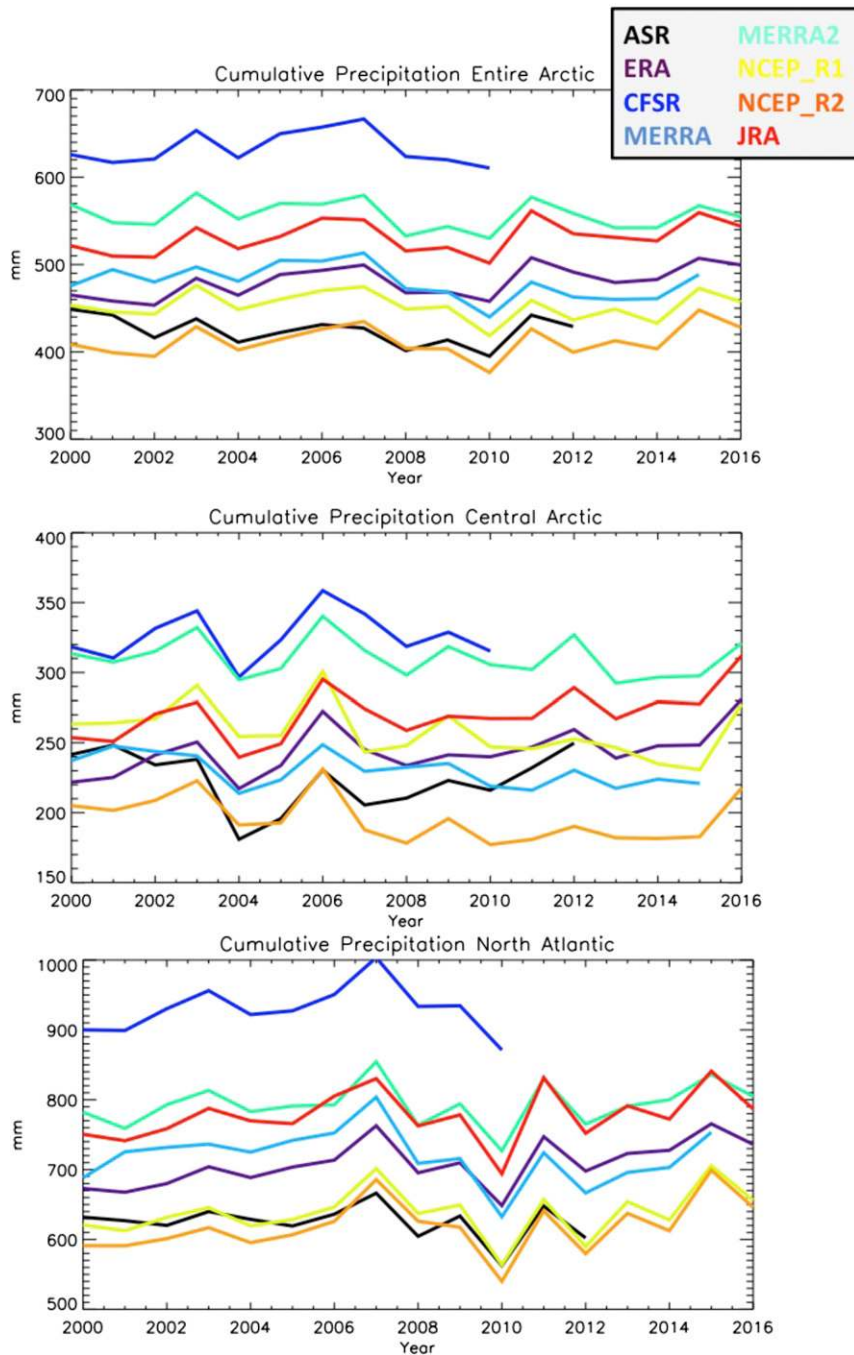 ASR MERRA2
ERA NCEP_R1
CFSR NCEP_R2
MERRA JRA
Cumulative Precipitation Entire Arctic
700
600
500
400
300
mm
2000 2002 2004 2006 2008 2010 2012 2014 2016
Year
Cumulative Precipitation Central Arctic
400
350
300
250
200
150
mm
2000 2002 2004 2006 2008 2010 2012 2014 2016
Year
Cumulative Precipitation North Atlantic
1000
900
800
700
600
500
mm
2000 2002 2004 2006 2008 2010 2012 2014 2016
Year